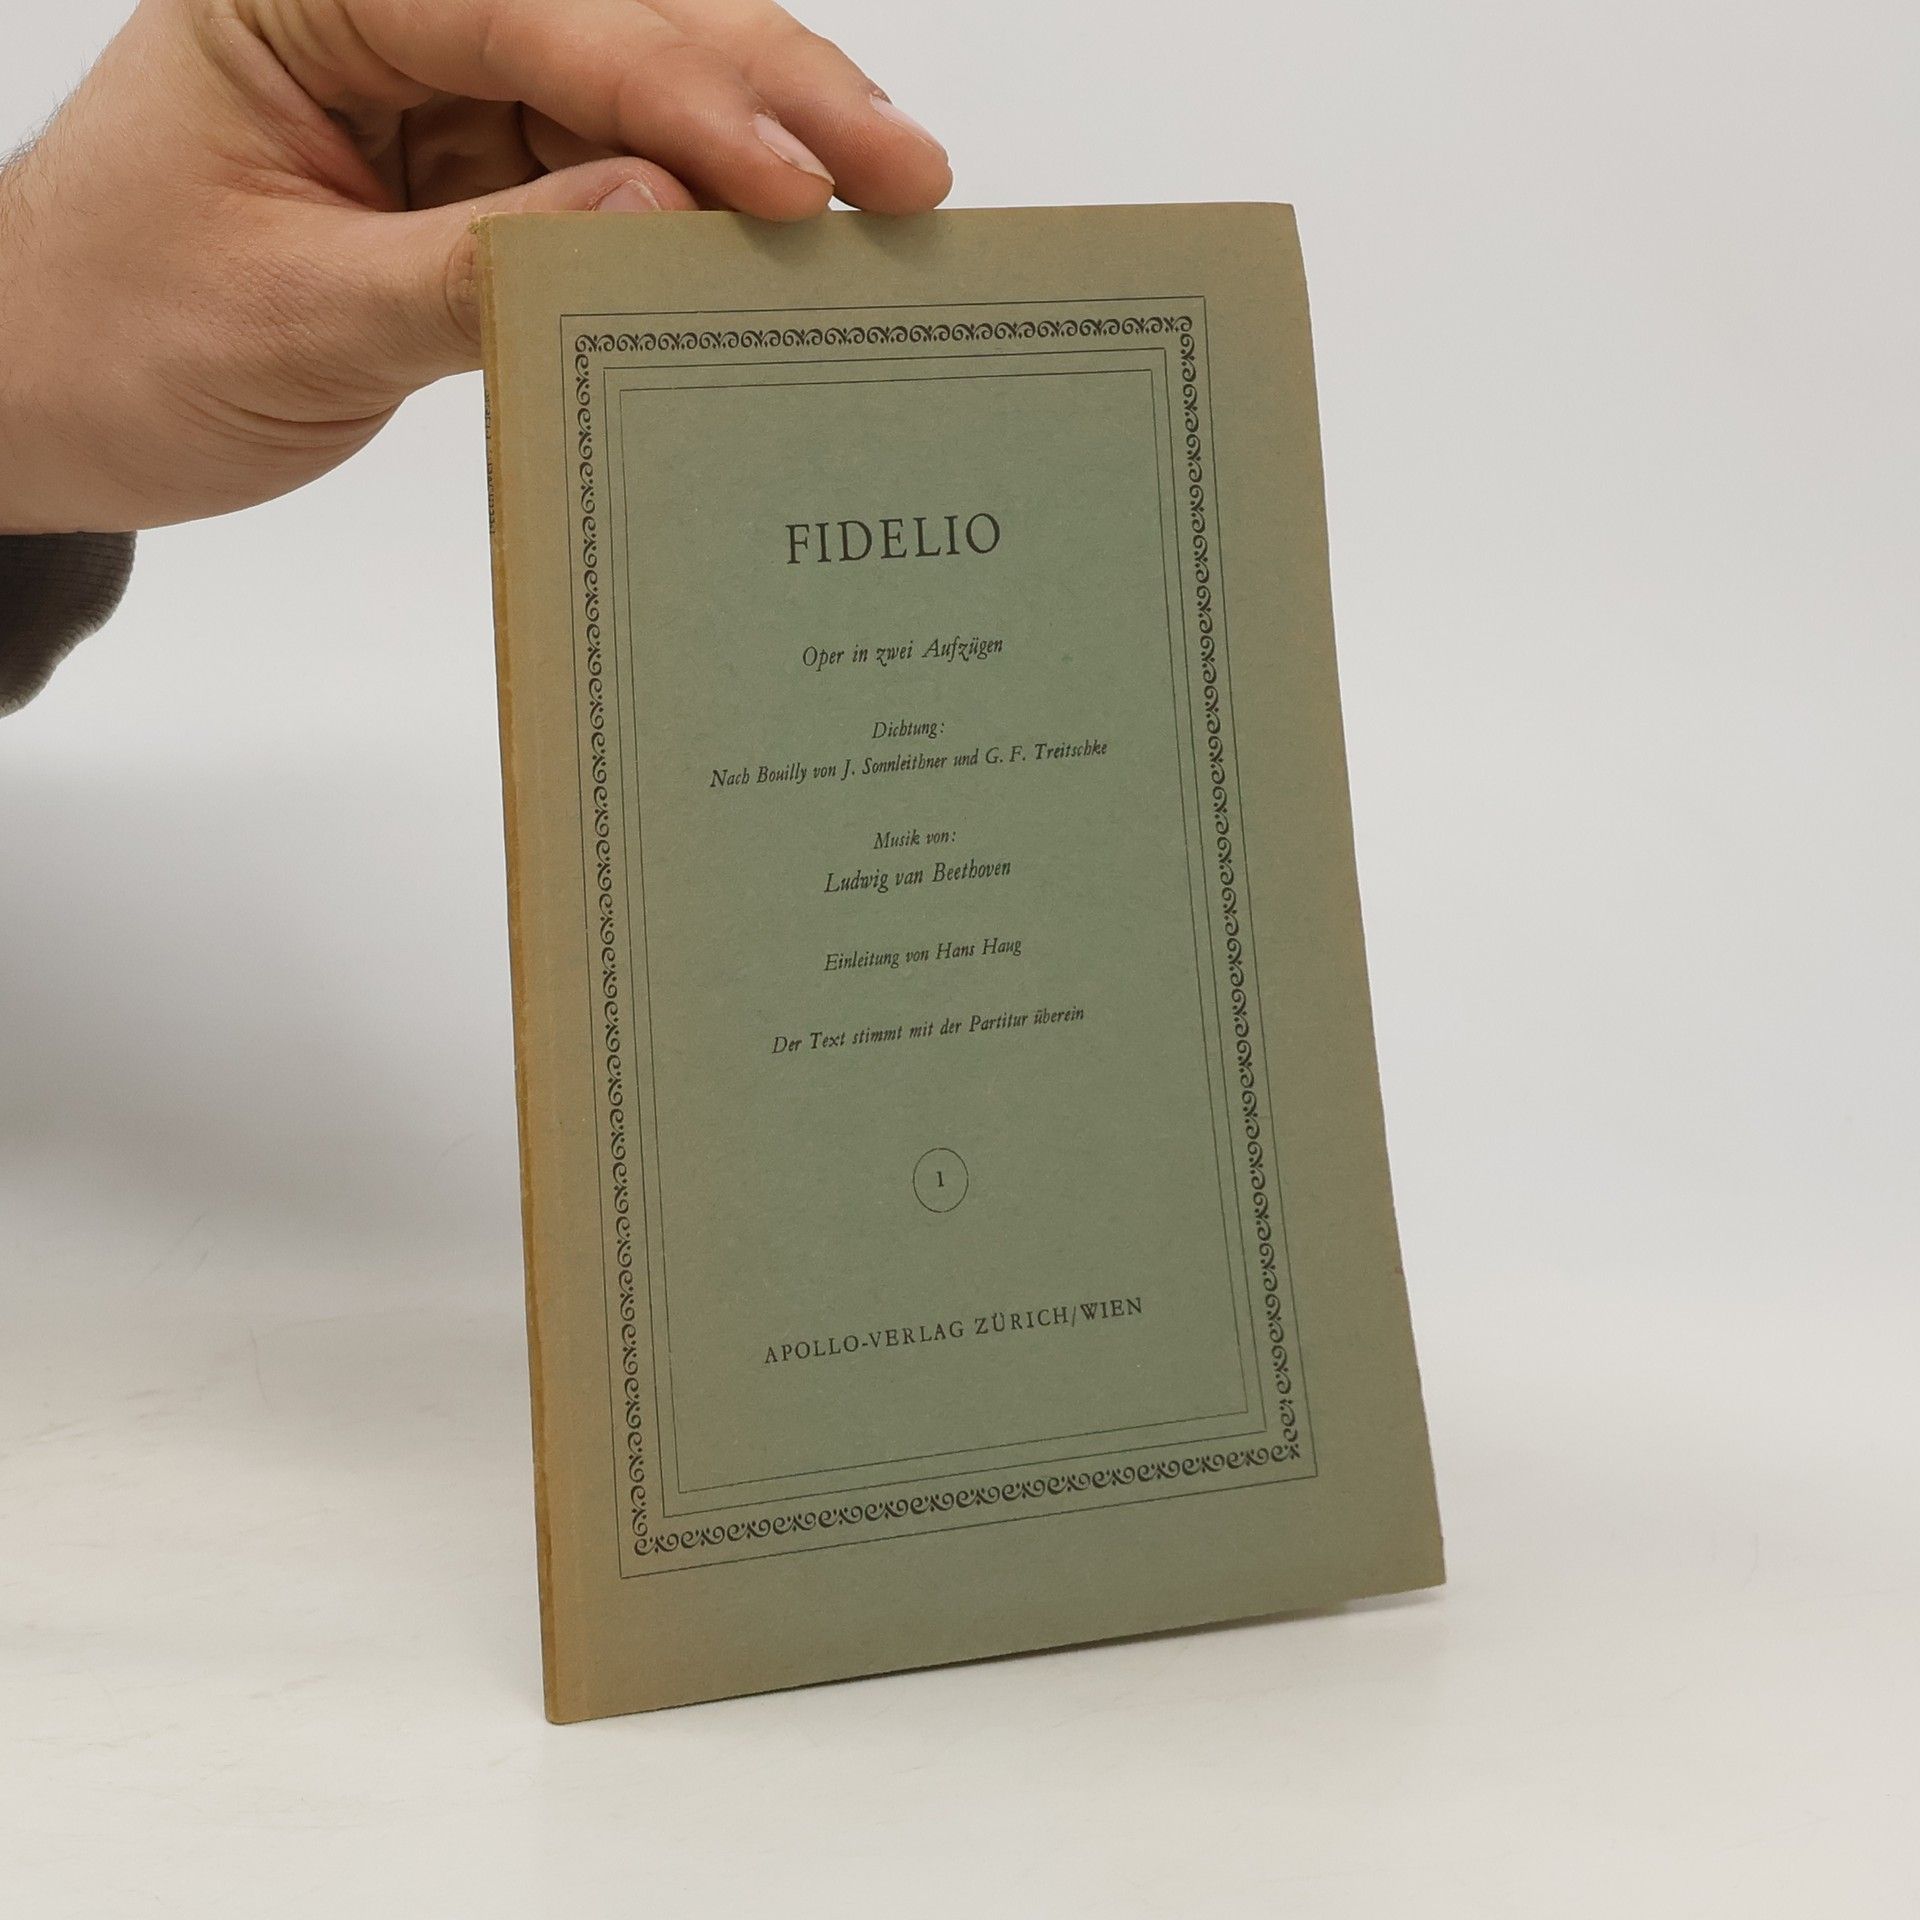 FIDELIO
Oper in zwei Aufzügen
Dichtung:
Nach Bouilly von J. Sonnleithner und G. F. Treitschke
Musik von:
Ludwig van Beethoven
Einleitung von Hans Haug
Der Text stimmt mit der Partitur überein
1
APOLLO-VERLAG ZÜRICH/WIEN